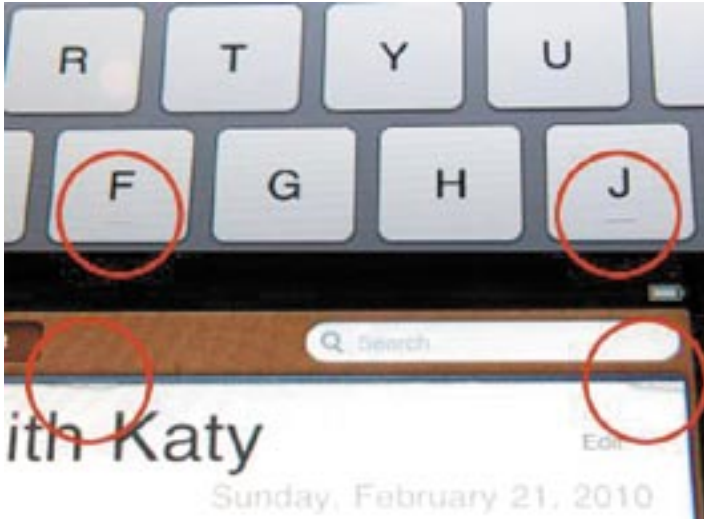 R T Y U
F G H J
Search
ith Katy
Edit
Sunday, February 21, 2010